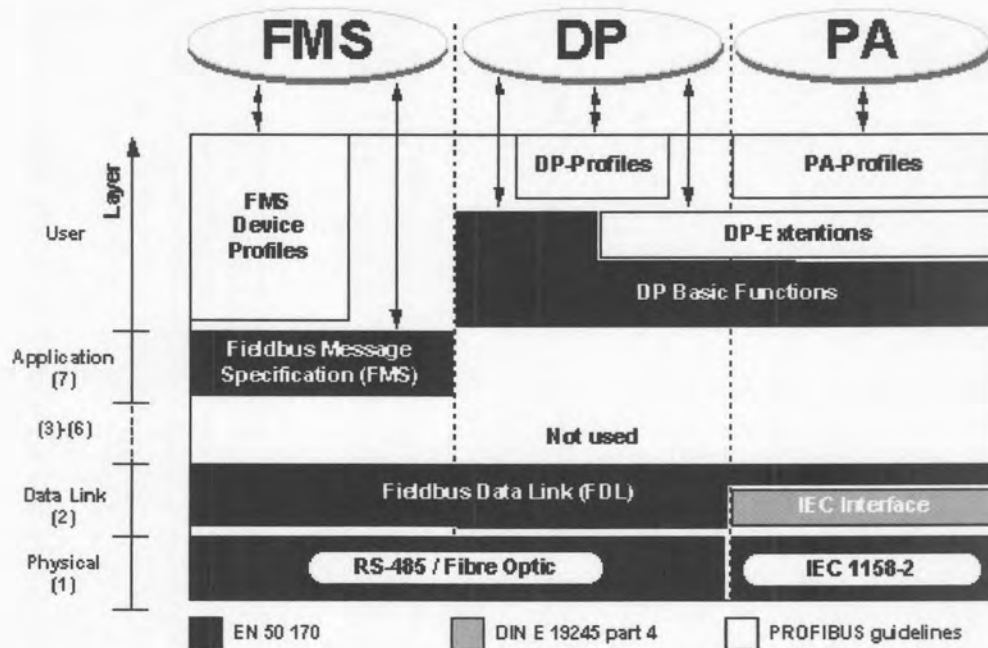 FMS
DP
PA
Layer
User
FMS
Device
Profiles
DP-Profiles
PA-Profiles
DP-Extentions
DP Basic Functions
Application
(7)
Fieldbus Message
Specification (FMS)
(3)-(6)
Not used
Data Link
(2)
Fieldbus Data Link (FDL)
IEC Interface
Physical
(1)
RS-485 / Fibre Optic
IEC 1158-2
EN 50 170
DIN E 19245 part 4
PROFIBUS guidelines